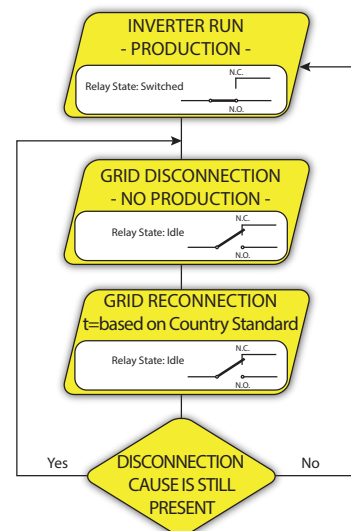 INVERTER RUN
- PRODUCTION -
N.C.
Relay State: Switched
N.O.
GRID DISCONNECTION
- NO PRODUCTION -
N.C.
Relay State: Idle
N.O.
GRID RECONNECTION
t=based on Country Standard
N.C.
Relay State: Idle
N.O.
Yes
No
DISCONNECTION
CAUSE IS STILL
PRESENT